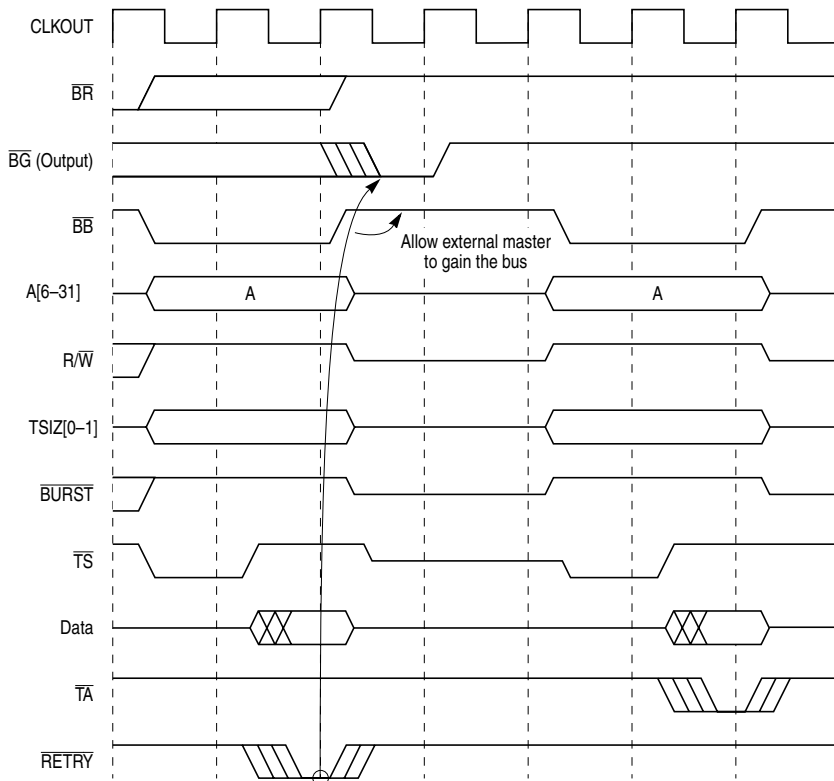 CLKOUT
BR
BG (Output)
BB
Allow external master
to gain the bus
A[6–31]
A
A
R/W
TSIZ[0–1]
BURST
TS
Data
TA
RETRY